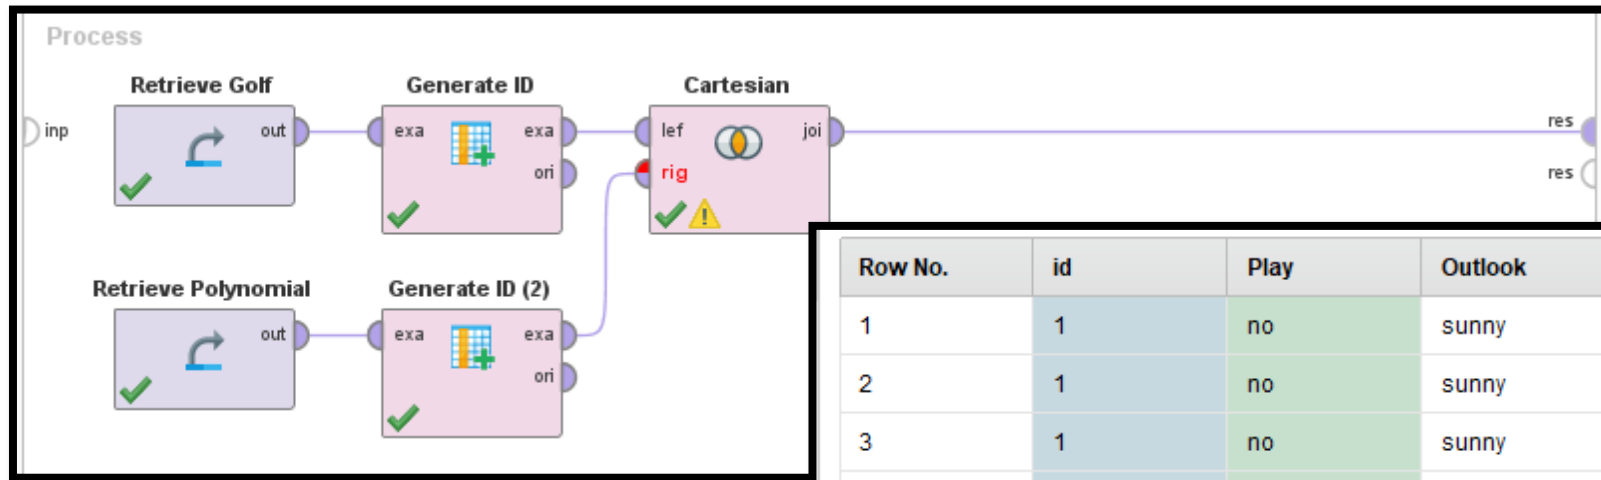 Process
Retrieve Golf Generate ID Cartesian
inp out exa exa lef joi res
ori rig res
Retrieve Polynomial Generate ID (2)
out exa exa
ori
Row No. id Play Outlook
1 1 no sunny
2 1 no sunny
3 1 no sunny